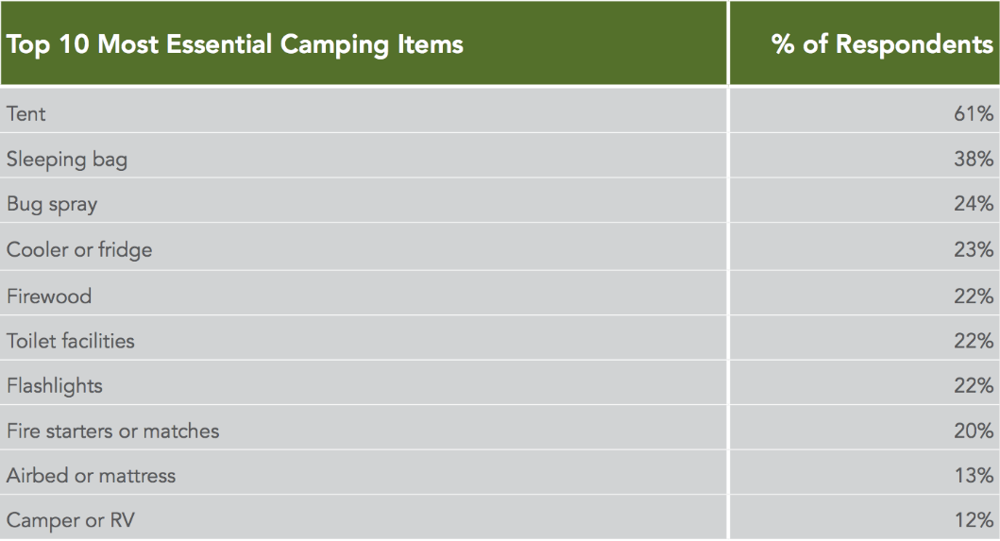 Top 10 Most Essential Camping Items % of Respondents
Tent 61%
Sleeping bag 38%
Bug spray 24%
Cooler or fridge 23%
Firewood 22%
Toilet facilities 22%
Flashlights 22%
Fire starters or matches 20%
Airbed or mattress 13%
Camper or RV 12%